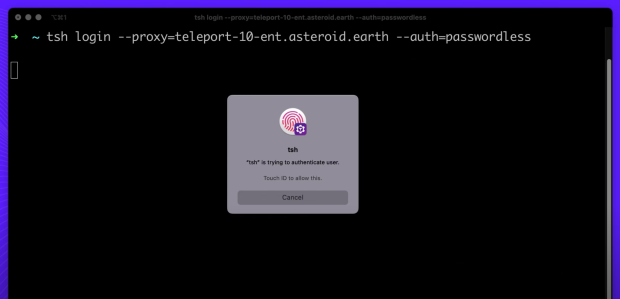 ⌥⌘1
tsh login --proxy=teleport-10-ent.asteroid.earth --auth=passwordless
➜ ~ tsh login --proxy=teleport-10-ent.asteroid.earth --auth=passwordless
tsh
"tsh" is trying to authenticate user.
Touch ID to allow this.
Cancel